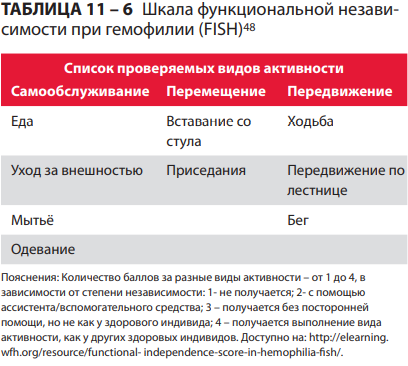 ТАБЛИЦА 11 – 6 Шкала функциональной незави-
симости при гемофилии (FISH)48
Список проверяемых видов активности
Самообслуживание Перемещение Передвижение
Еда Вставание со стула Ходьба
Уход за внешностью Приседания Передвижение по лестнице
Мытьё Бег
Одевание
Пояснения: Количество баллов за разные виды активности – от 1 до 4, в
зависимости от степени независимости: 1- не получается; 2- с помощью
ассистента/вспомогательного средства; 3 – получается без посторонней
помощи, но не как у здорового индивида; 4 – получается выполнение вида
активности, как у других здоровых индивидов. Доступно на: http://elearning.
wfh.org/resource/functional- independence-score-in-hemophilia-fish/.